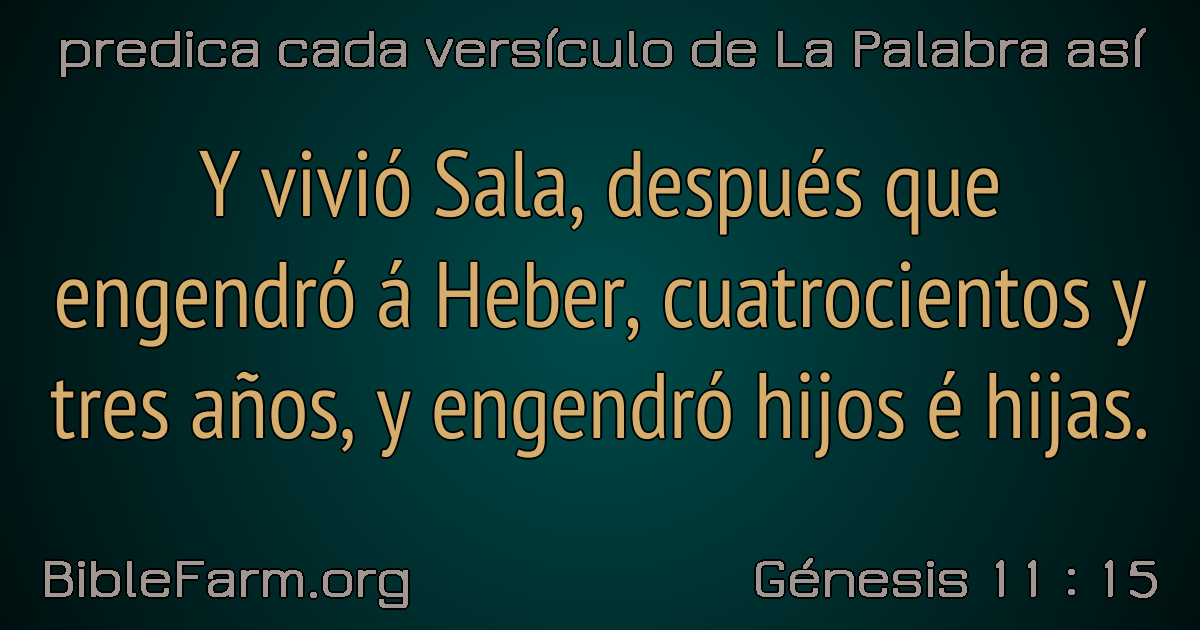 predica cada versículo de La Palabra así
Y vivió Sala, después que
engendró á Heber, cuatrocientos y
tres años, y engendró hijos é hijas.
BibleFarm.org
Génesis 11 : 15